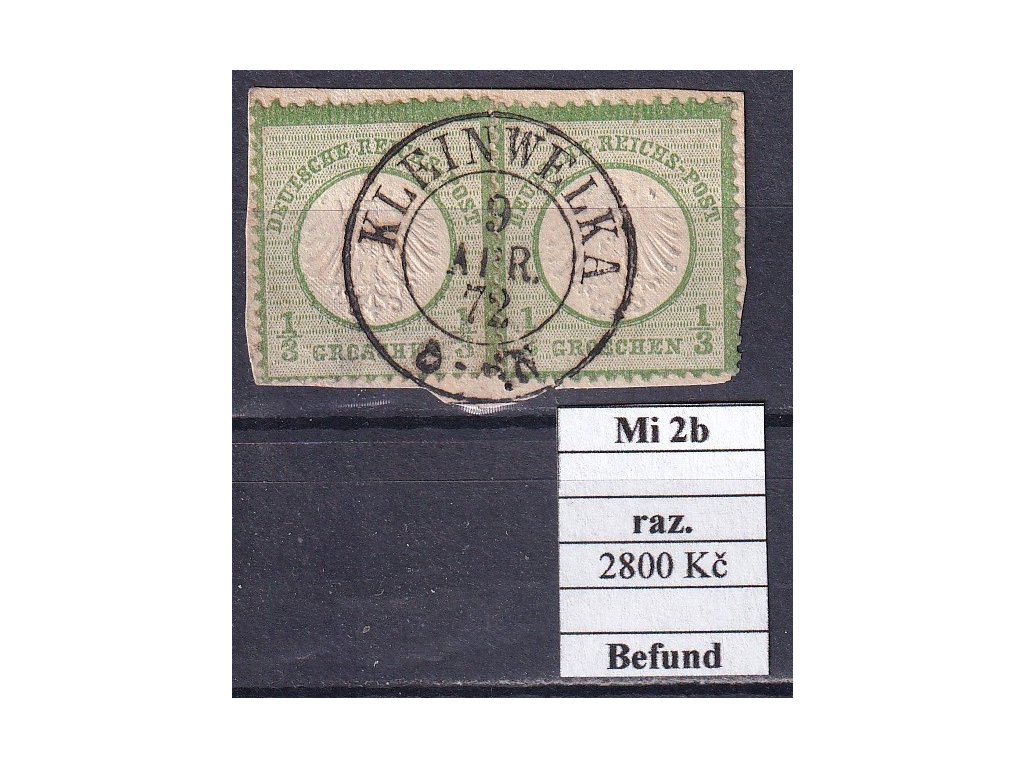 DEUTSCHE REICHS-POST
REICHS-POST
KLEINWELKA
9
APR.
72
1/3 GROSCHEN
GROSCHEN 1/3
Mi 2b
raz.
2800 Kč
Befund